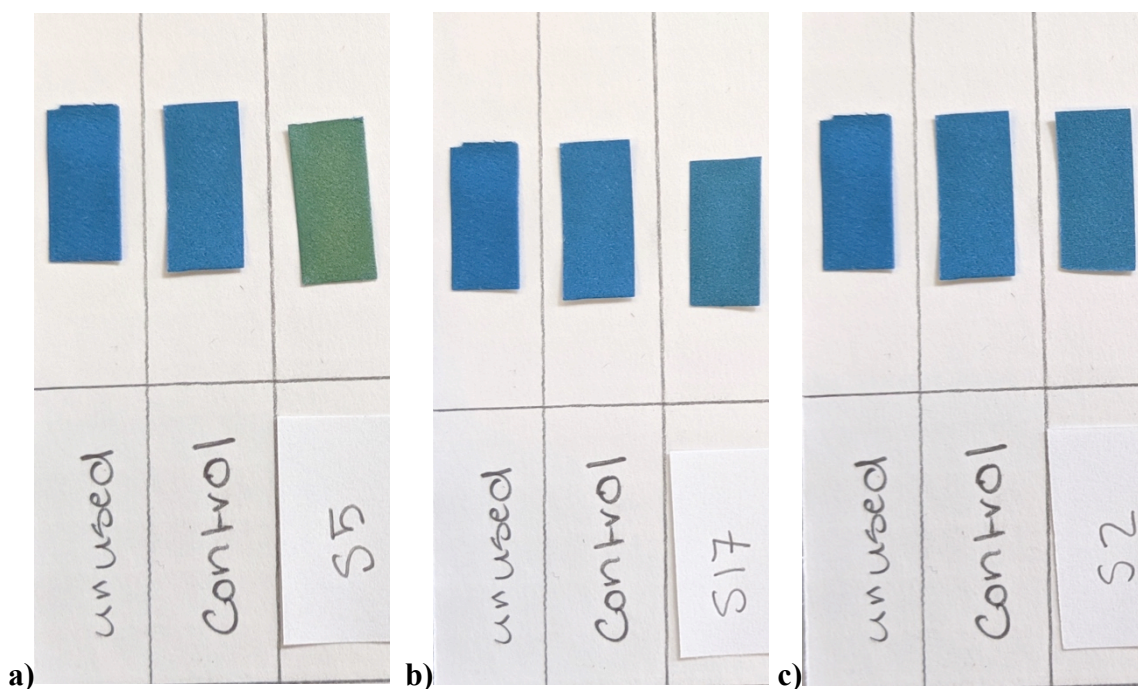 unused
Control
S5
a)
unused
Control
S17
b)
unused
Control
S2
c)